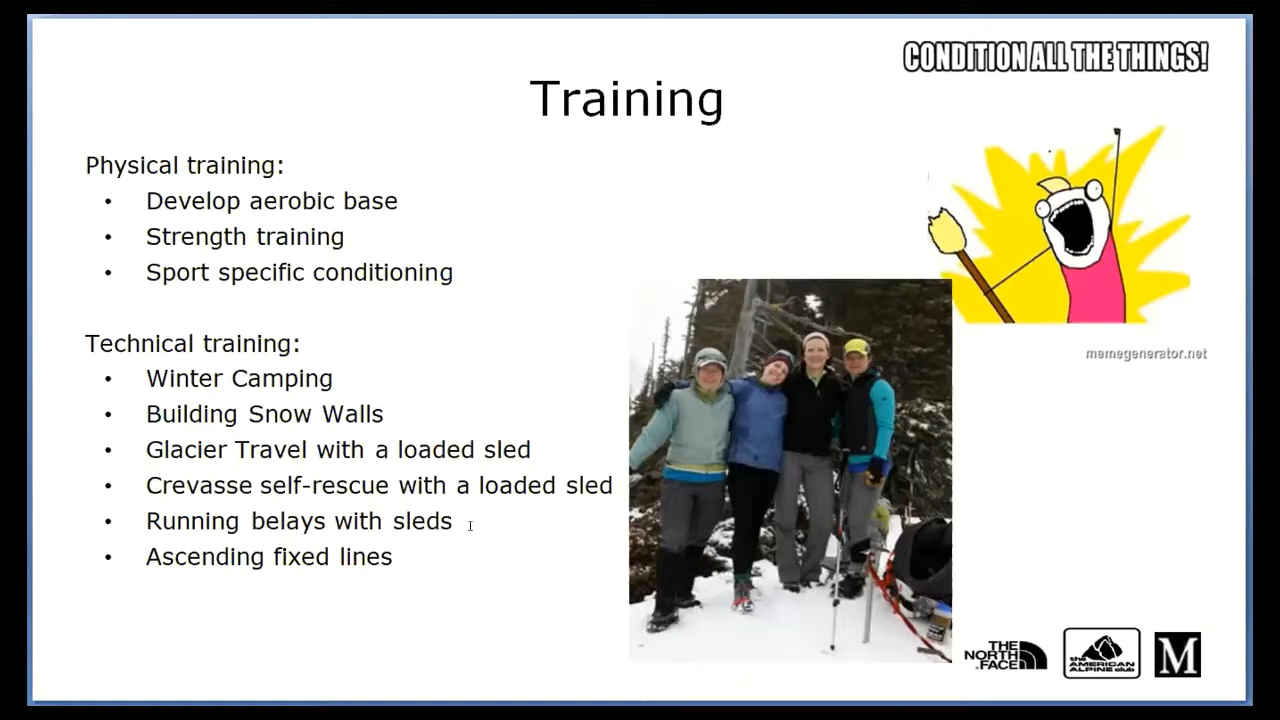 CONDITION ALL THE THINGS!
Training
Physical training:
• Develop aerobic base
• Strength training
• Sport specific conditioning
Technical training:
• Winter Camping
• Building Snow Walls
• Glacier Travel with a loaded sled
• Crevasse self-rescue with a loaded sled
• Running belays with sleds
• Ascending fixed lines
memegenerator.net
THE
NORTH
FACE
the
AMERICAN
ALPINE club
M